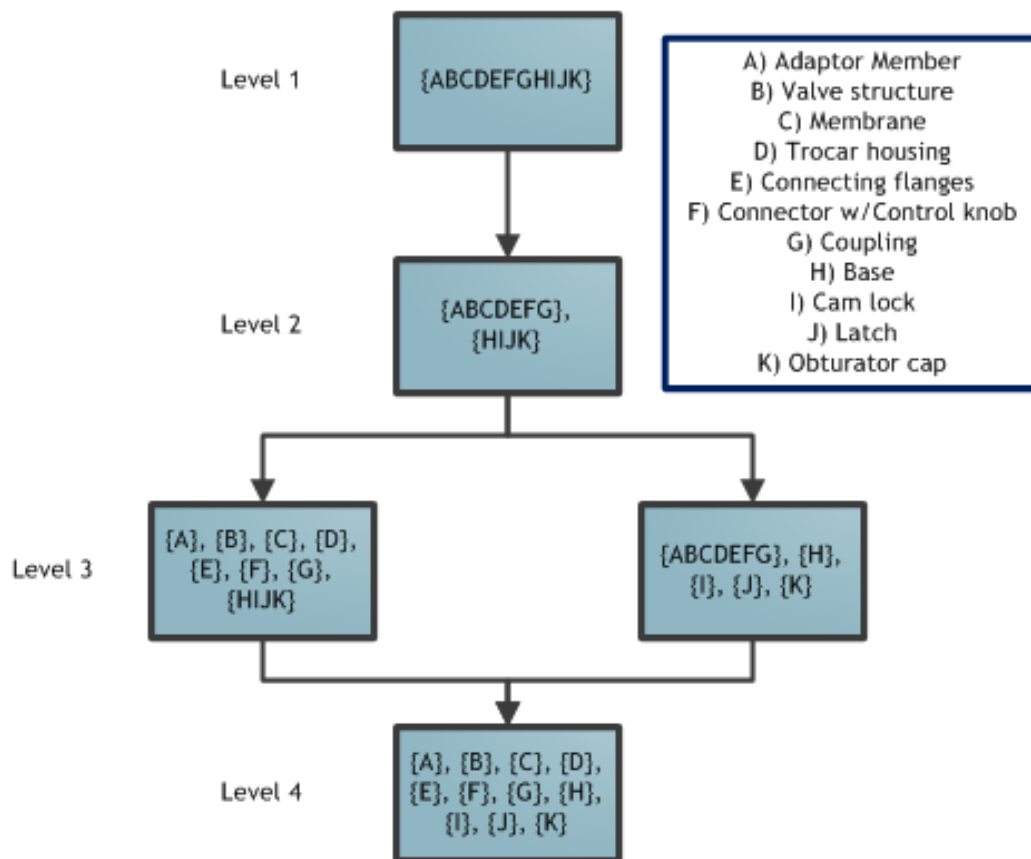 Level 1
{ABCDEFGHIJK}
A) Adaptor Member
B) Valve structure
C) Membrane
D) Trocar housing
E) Connecting flanges
F) Connector w/Control knob
G) Coupling
H) Base
I) Cam lock
J) Latch
K) Obturator cap
Level 2
{ABCDEFG},
{HIJK}
Level 3
{A}, {B}, {C}, {D},
{E}, {F}, {G},
{HIJK}
{ABCDEFG}, {H},
{I}, {J}, {K}
Level 4
{A}, {B}, {C}, {D},
{E}, {F}, {G}, {H},
{I}, {J}, {K}